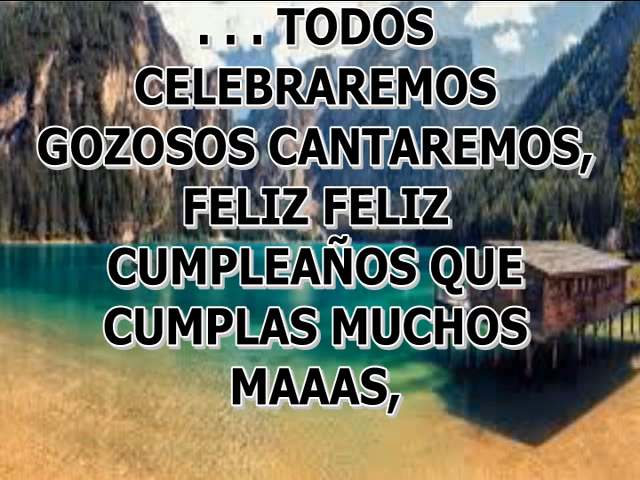 . . . TODOS
CELEBRAREMOS
GOZOSOS CANTAREMOS,
FELIZ FELIZ
CUMPLEAÑOS QUE
CUMPLAS MUCHOS
MAAAS,